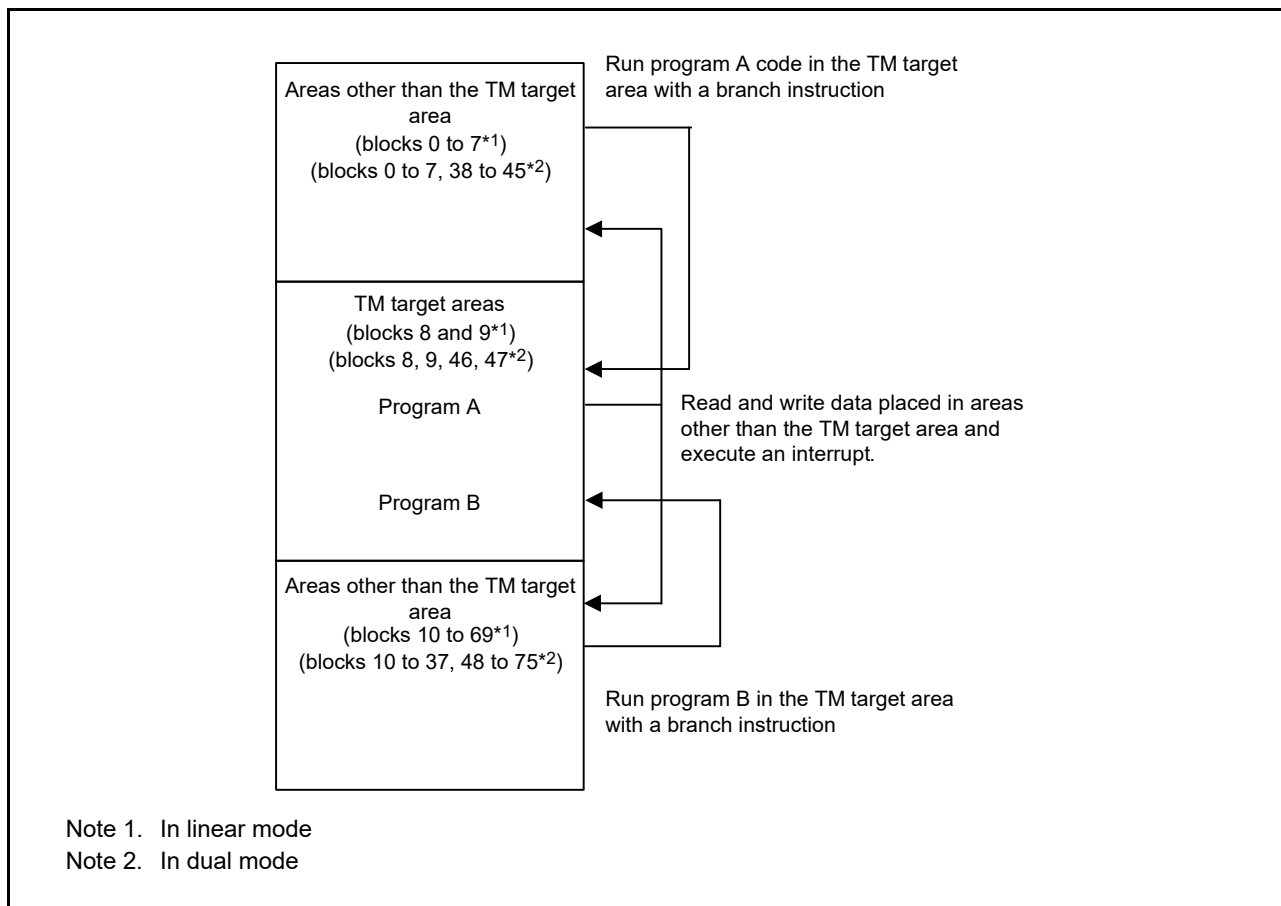 Run program A code in the TM target
area with a branch instruction
Areas other than the TM target
area
(blocks 0 to 7*1)
(blocks 0 to 7, 38 to 45*2)
TM target areas
(blocks 8 and 9*1)
(blocks 8, 9, 46, 47*2)
Program A
Read and write data placed in areas
other than the TM target area and
execute an interrupt.
Program B
Areas other than the TM target
area
(blocks 10 to 69*1)
(blocks 10 to 37, 48 to 75*2)
Run program B in the TM target area
with a branch instruction
Note 1. In linear mode
Note 2. In dual mode